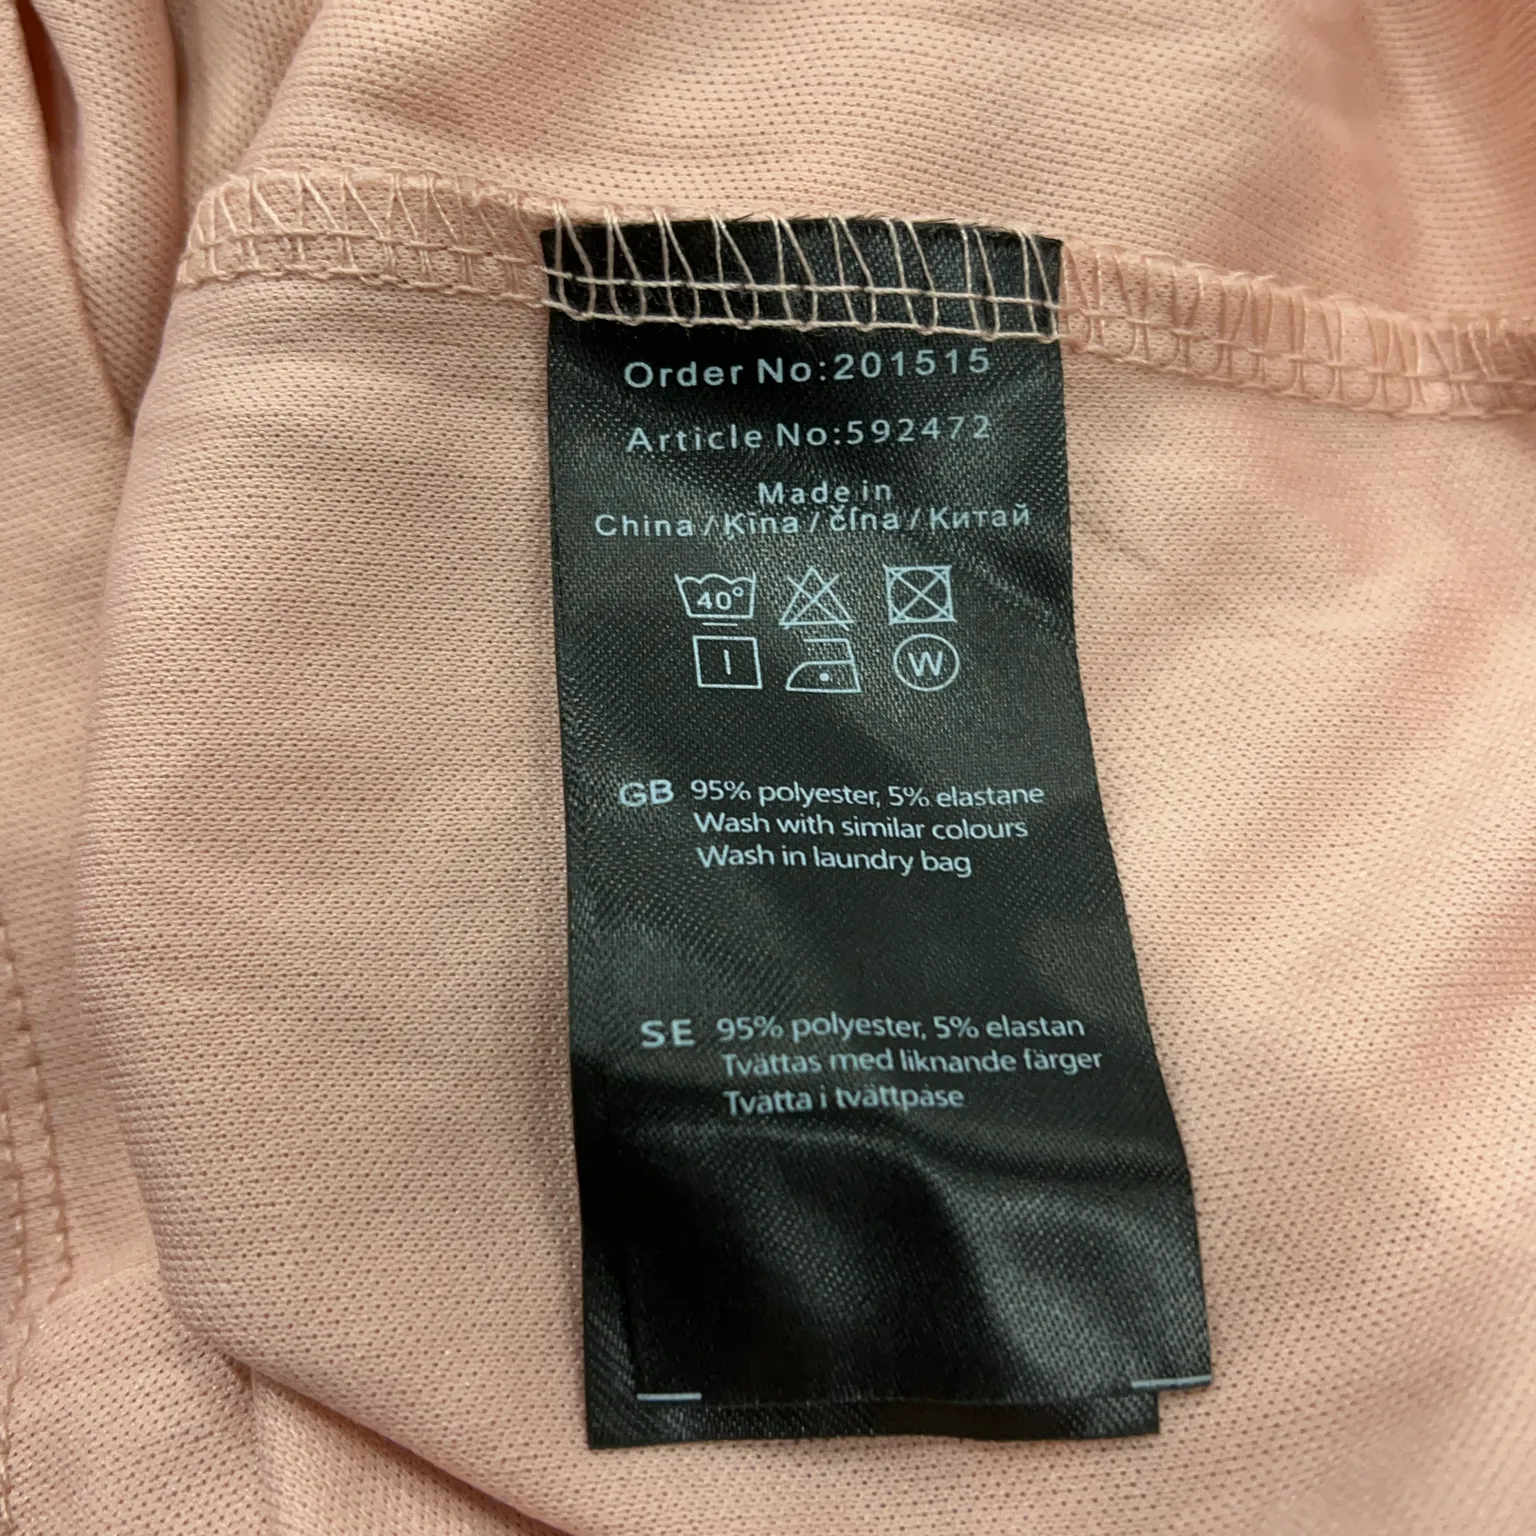 Order No:201515
Article No:592472
Made in
China/Ķīna/čína/Китай
40°
W
GB 95% polyester, 5% elastane
Wash with similar colours
Wash in laundry bag
SE 95% polyester, 5% elastan
Tvättas med liknande färger
Tvätta i tvättpåse